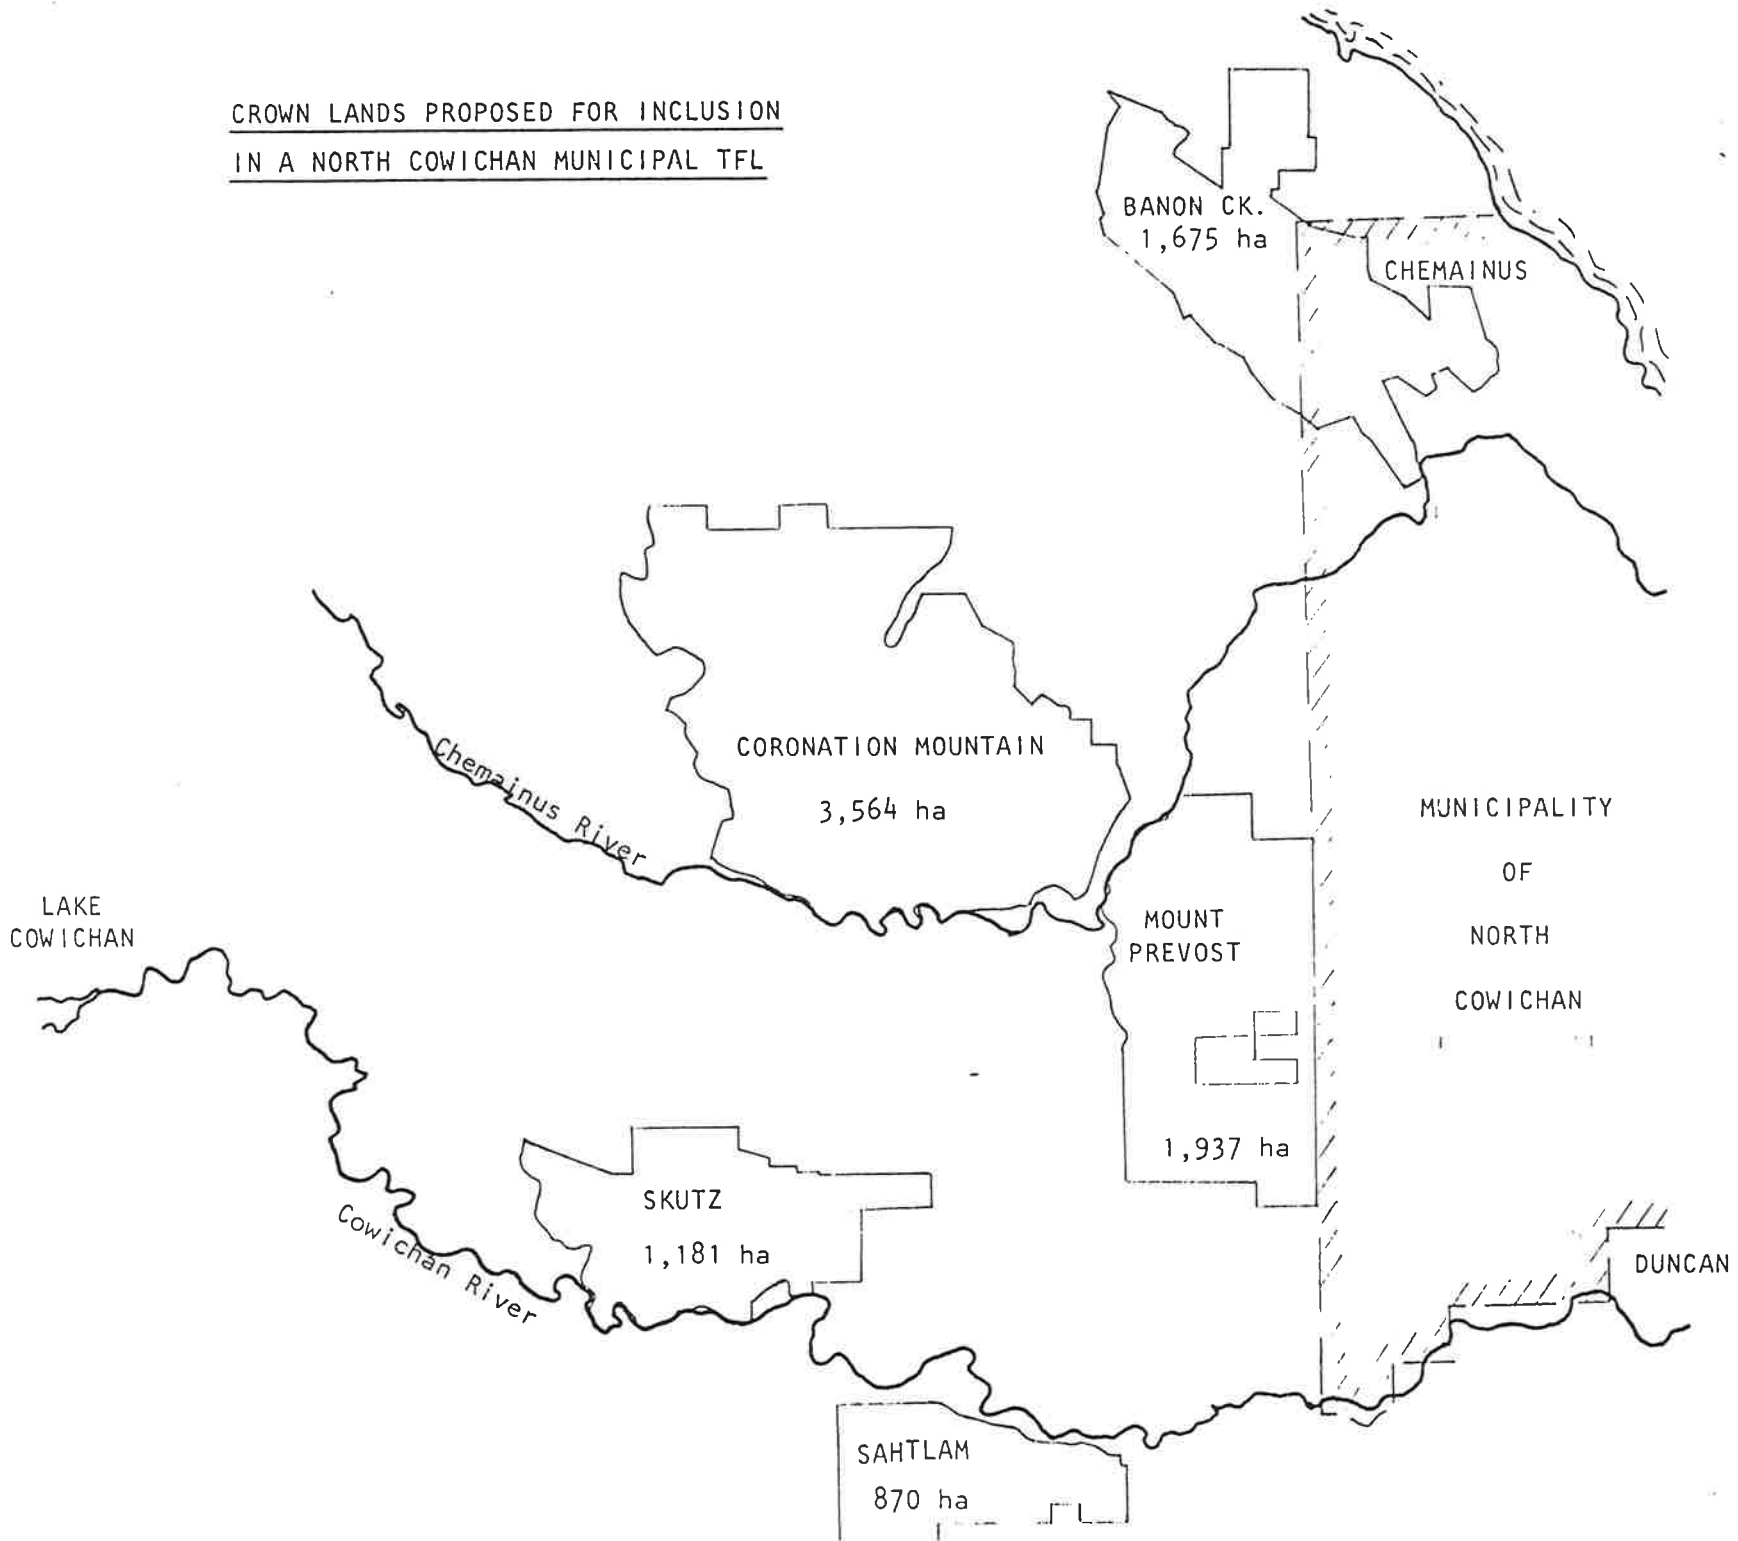 CROWN LANDS PROPOSED FOR INCLUSION
IN A NORTH COWICHAN MUNICIPAL TFL
BANON CK.
1,675 ha
CHEMAINUS
CORONATION MOUNTAIN
3,564 ha
Chemainus River
MUNICIPALITY
OF
NORTH
COWICHAN
LAKE
COWICHAN
MOUNT
PREVOST
1,937 ha
SKUTZ
1,181 ha
Cowichan River
DUNCAN
SAHTLAM
870 ha